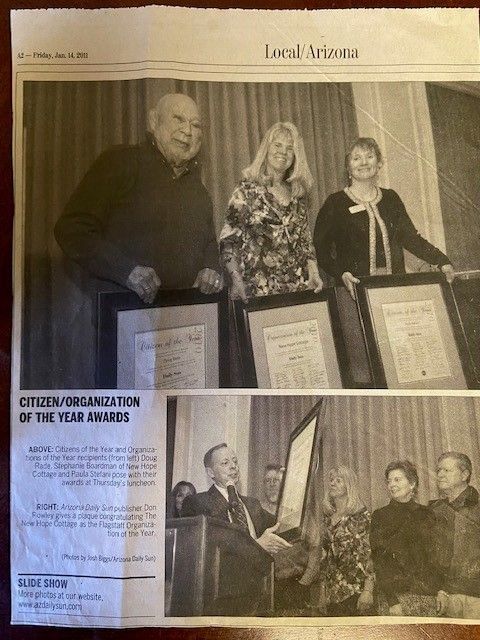 A2 — Friday, Jan. 14, 2011
Local/Arizona
Citizen of the Year
Daily Sun
Organization of the Year
Daily Sun
CITIZEN/ORGANIZATION
OF THE YEAR AWARDS
ABOVE: Citizens of the Year and Organiza-
tions of the Year recipients (from left) Doug
Rade, Stephanie Boardman of New Hope
Cottage and Paula Stefani pose with their
awards at Thursday's luncheon.
RIGHT: Arizona Daily Sun publisher Don
Rowley gives a plaque congratulating The
New Hope Cottage as the Flagstaff Organiza-
tion of the Year.
(Photos by Josh Biggs/Arizona Daily Sun)
SLIDE SHOW
More photos at our website,
www.azdailysun.com